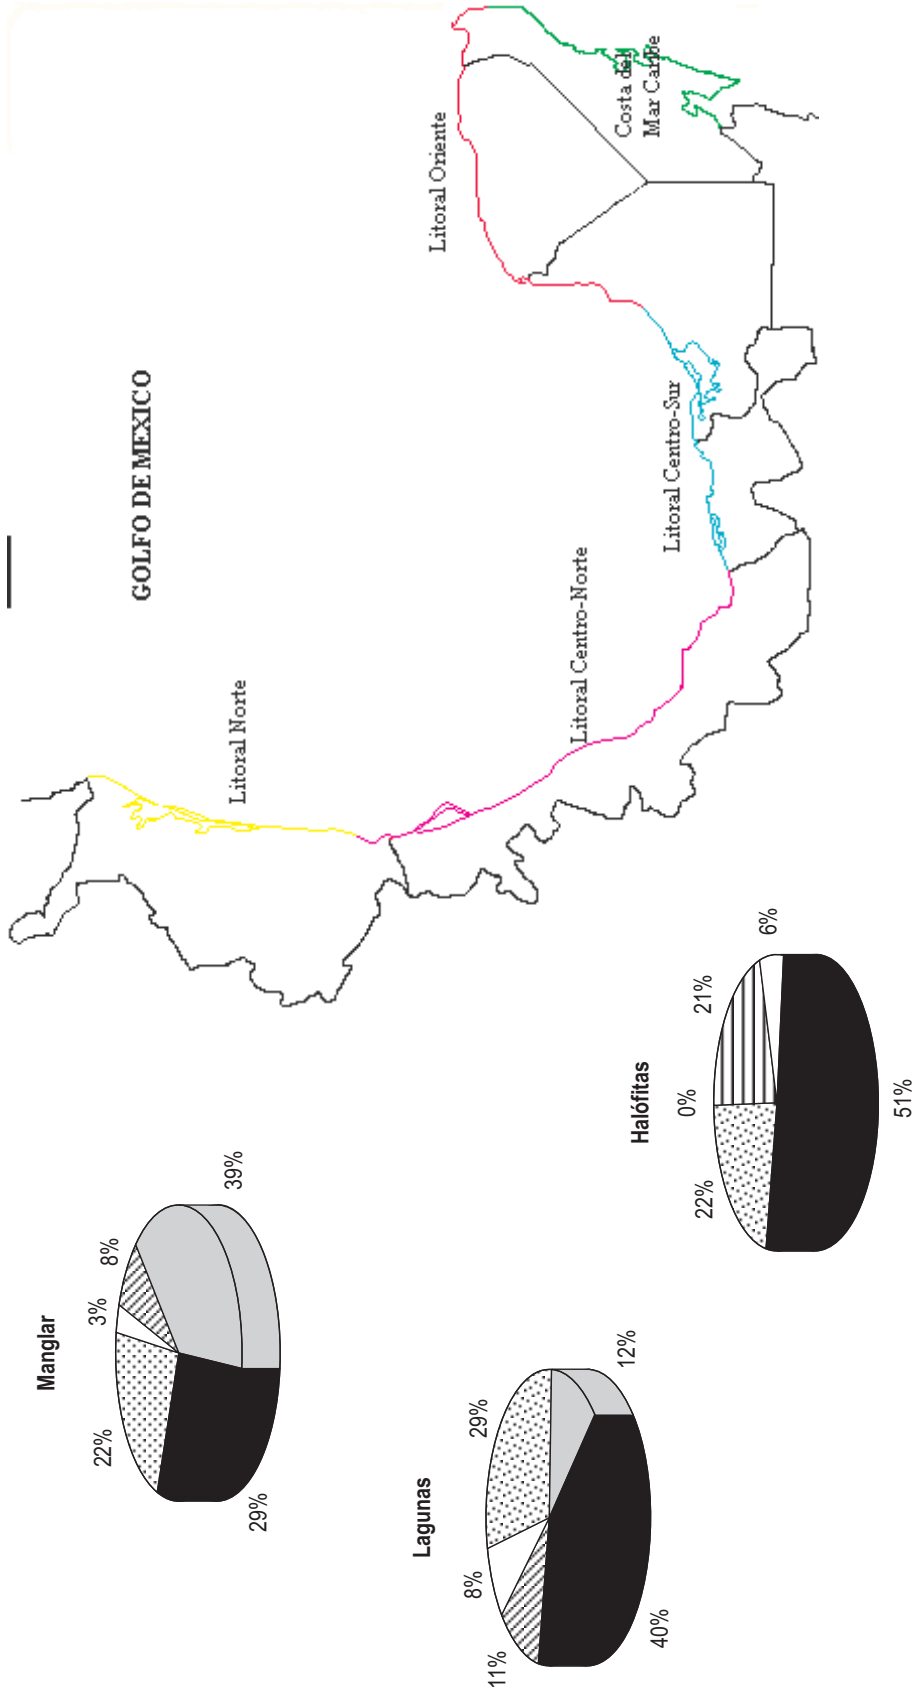 GOLFO DE MEXICO
Litoral Norte
Litoral Centro-Norte
Litoral Centro-Sur
Litoral Oriente
Costa del
Mar Caribe
Manglar
22%
3%
8%
39%
29%
Lagunas
11%
8%
29%
12%
40%
Halófitas
22%
0%
21%
6%
51%